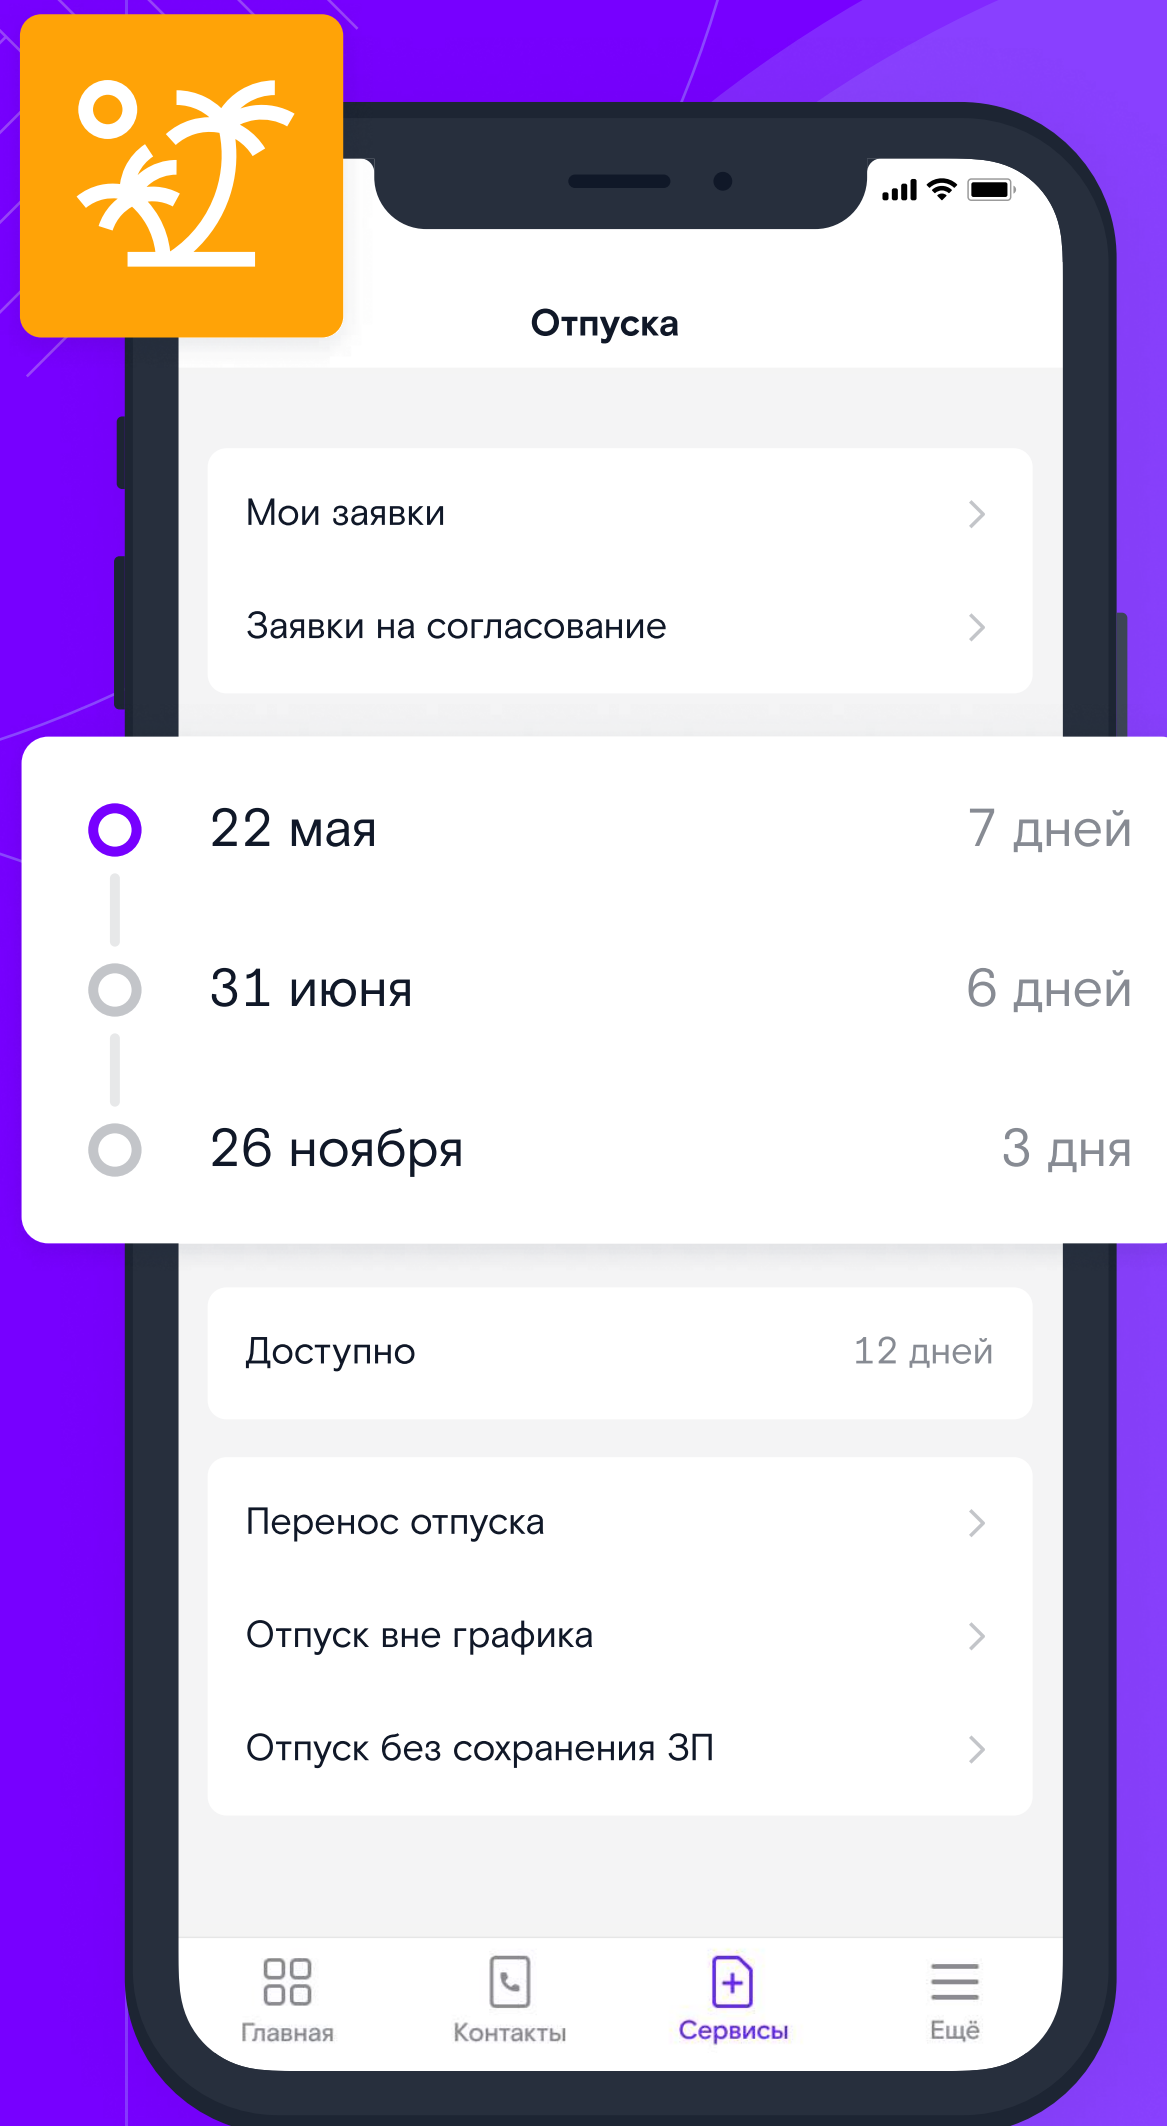 Отпуска
Мои заявки
Заявки на согласование
22 мая 7 дней
31 июня 6 дней
26 ноября 3 дня
Доступно 12 дней
Перенос отпуска
Отпуск вне графика
Отпуск без сохранения ЗП
Главная Контакты Сервисы Ещё